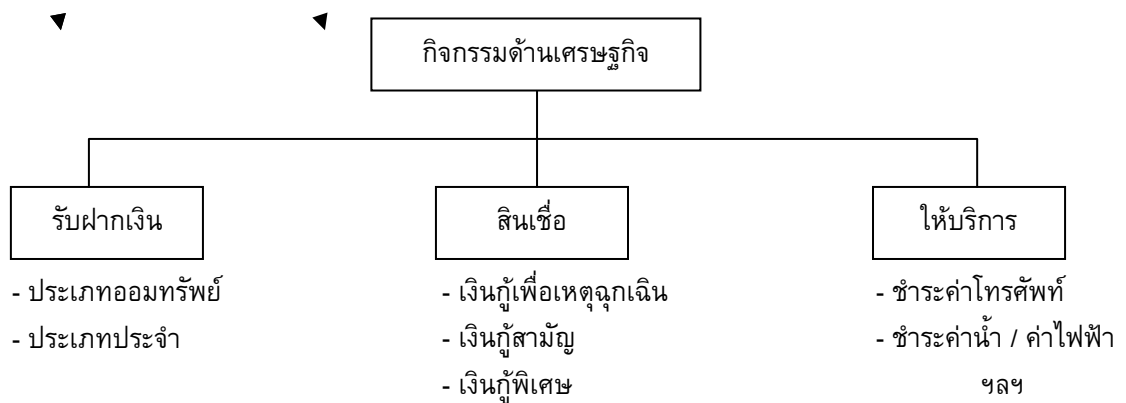 กิจกรรมด้านเศรษฐกิจ
รับฝากเงิน
- ประเภทออมทรัพย์
- ประเภทประจำ
สินเชื่อ
- เงินกู้เพื่อเหตุฉุกเฉิน
- เงินกู้สามัญ
- เงินกู้พิเศษ
ให้บริการ
- ชำระค่าโทรศัพท์
- ชำระค่าน้ำ / ค่าไฟฟ้า
ฯลฯ